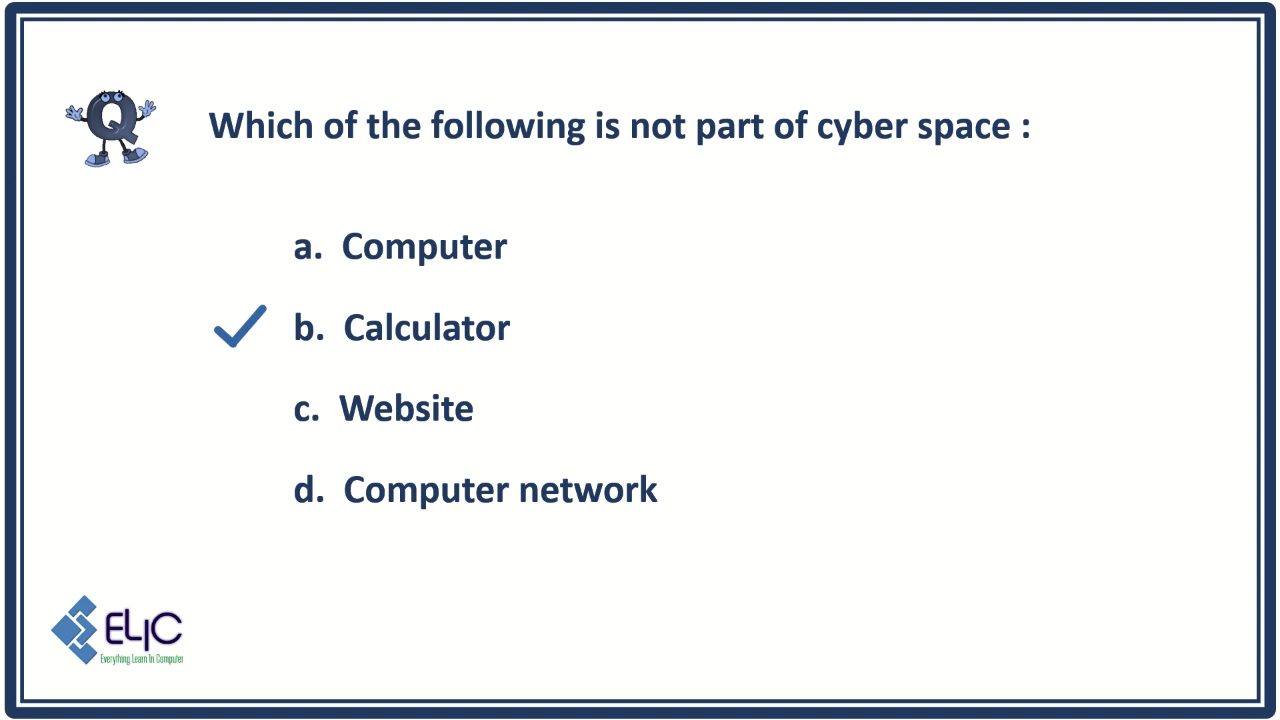 Which of the following is not part of cyber space :
a. Computer
b. Calculator
c. Website
d. Computer network
ELIC
Everything Learn In Computer